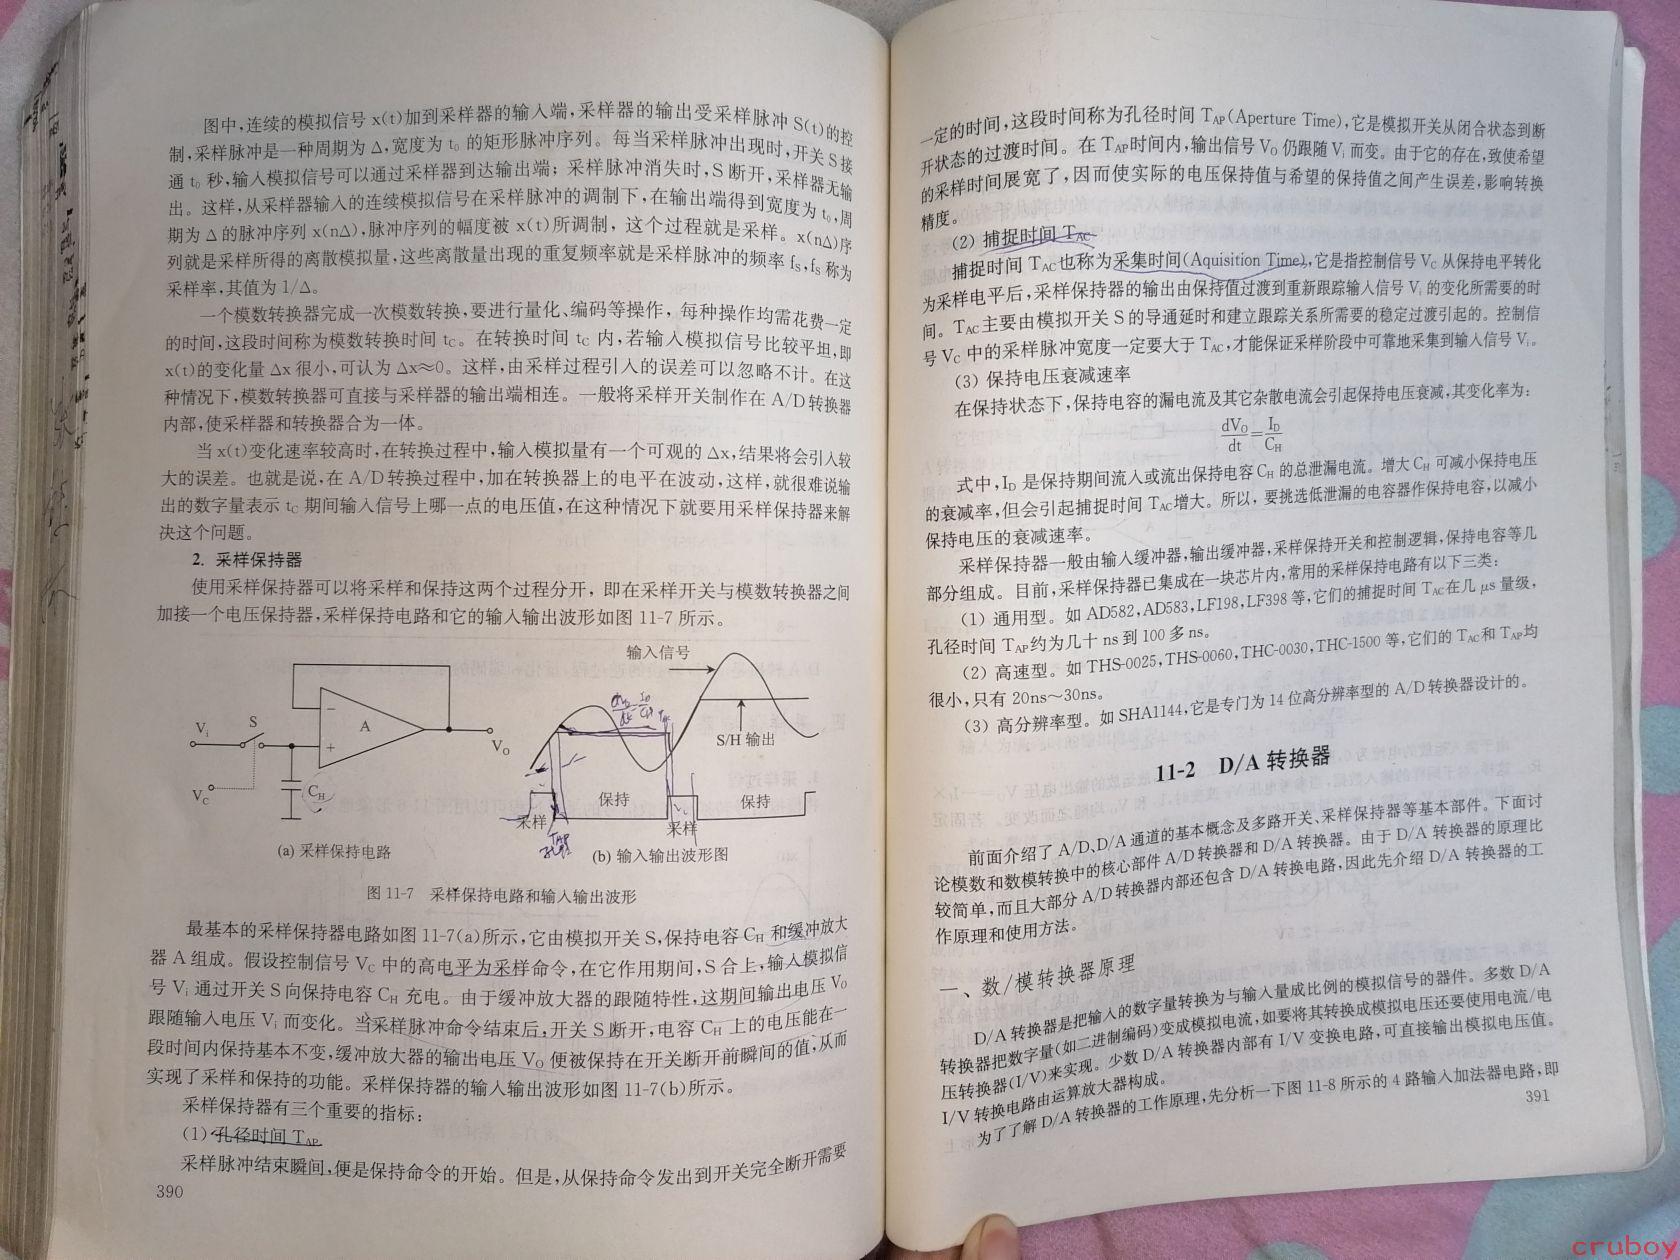 图中,连续的模拟信号 x(t)加到采样器的输入端,采样器的输出受采样脉冲 S(t)的控
制,采样脉冲是一种周期为 Δ,宽度为 t₀ 的矩形脉冲序列。每当采样脉冲出现时,开关 S 接
通 t₀ 秒,输入模拟信号可以通过采样器到达输出端；采样脉冲消失时,S 断开,采样器无输
出。这样,从采样器输入的连续模拟信号在采样脉冲的调制下,在输出端得到宽度为 t₀,周
期为 Δ 的脉冲序列 x(nΔ),脉冲序列的幅度被 x(t)所调制，这个过程就是采样。x(nΔ)序
列就是采样所得的离散模拟量,这些离散量出现的重复频率就是采样脉冲的频率 fs,fs 称为
采样率,其值为 1/Δ。
一个模数转换器完成一次模数转换,要进行量化、编码等操作，每种操作均需花费一定
的时间,这段时间称为模数转换时间 tc。在转换时间 tc 内,若输入模拟信号比较平坦,即
x(t)的变化量 Δx 很小,可认为 Δx≈0。这样,由采样过程引入的误差可以忽略不计。在这
种情况下,模数转换器可直接与采样器的输出端相连。一般将采样开关制作在 A/D 转换器
内部,使采样器和转换器合为一体。
当 x(t)变化速率较高时,在转换过程中,输入模拟量有一个可观的 Δx,结果将会引入较
大的误差。也就是说,在 A/D 转换过程中,加在转换器上的电平在波动，这样,就很难说输
出的数字量表示 tc 期间输入信号上哪一点的电压值,在这种情况下就要用采样保持器来解
决这个问题。
2. 采样保持器
使用采样保持器可以将采样和保持这两个过程分开，即在采样开关与模数转换器之间
加接一个电压保持器,采样保持电路和它的输入输出波形如图 11-7 所示。
输入信号
S/H 输出
Vi
S
A
−
+
Vo
Vc
CH
dVo/dt=ID/CH
TAC
保持
保持
采样
采样
TAP
孔径
(a) 采样保持电路
(b) 输入输出波形图
图 11-7 采样保持电路和输入输出波形
最基本的采样保持器电路如图 11-7(a)所示,它由模拟开关 S,保持电容 CH 和缓冲放大
器 A 组成。假设控制信号 Vc 中的高电平为采样命令,在它作用期间,S 合上,输入模拟信
号 Vi 通过开关 S 向保持电容 CH 充电。由于缓冲放大器的跟随特性,这期间输出电压 Vo
跟随输入电压 Vi 而变化。当采样脉冲命令结束后,开关 S 断开,电容 CH 上的电压能在一
段时间内保持基本不变,缓冲放大器的输出电压 Vo 便被保持在开关断开前瞬间的值,从而
实现了采样和保持的功能。采样保持器的输入输出波形如图 11-7(b)所示。
采样保持器有三个重要的指标:
(1) 孔径时间 TAP
采样脉冲结束瞬间,便是保持命令的开始。但是,从保持命令发出到开关完全断开需要
390
一定的时间,这段时间称为孔径时间 TAP(Aperture Time),它是模拟开关从闭合状态到断
开状态的过渡时间。在 TAP时间内,输出信号 Vo 仍跟随 Vi 而变。由于它的存在,致使希望
的采样时间展宽了,因而使实际的电压保持值与希望的保持值之间产生误差,影响转换
精度。
(2) 捕捉时间 TAC
捕捉时间 TAC也称为采集时间(Aquisition Time),它是指控制信号 Vc 从保持电平转化
为采样电平后,采样保持器的输出由保持值过渡到重新跟踪输入信号 Vi 的变化所需要的时
间。TAC主要由模拟开关 S 的导通延时和建立跟踪关系所需要的稳定过渡引起的。控制信
号 Vc 中的采样脉冲宽度一定要大于 TAC,才能保证采样阶段中可靠地采集到输入信号 Vi。
(3) 保持电压衰减速率
在保持状态下,保持电容的漏电流及其它杂散电流会引起保持电压衰减,其变化率为:
dVo/dt=ID/CH
式中,ID 是保持期间流入或流出保持电容 CH 的总泄漏电流。增大 CH 可减小保持电压
的衰减率,但会引起捕捉时间 TAC增大。所以，要挑选低泄漏的电容器作保持电容,以减小
保持电压的衰减速率。
采样保持器一般由输入缓冲器,输出缓冲器,采样保持开关和控制逻辑,保持电容等几
部分组成。目前,采样保持器已集成在一块芯片内,常用的采样保持电路有以下三类:
(1) 通用型。如 AD582,AD583,LF198,LF398 等,它们的捕捉时间 TAC在几 μs 量级,
孔径时间 TAP约为几十 ns 到 100 多 ns。
(2) 高速型。如 THS-0025,THS-0060,THC-0030,THC-1500 等,它们的 TAC和 TAP均
很小,只有 20ns～30ns。
(3) 高分辨率型。如 SHA1144,它是专门为 14 位高分辨率型的 A/D 转换器设计的。
11-2 D/A 转换器
前面介绍了 A/D、D/A 通道的基本概念及多路开关、采样保持器等基本部件。下面讨
论模数和数模转换中的核心部件 A/D 转换器和 D/A 转换器。由于 D/A 转换器的原理比
较简单,而且大部分 A/D 转换器内部还包含 D/A 转换电路,因此先介绍 D/A 转换器的工
作原理和使用方法。
一、数/模转换器原理
D/A 转换器是把输入的数字量转换为与输入量成比例的模拟信号的器件。多数 D/A
转换器把数字量(如二进制编码)变成模拟电流,如要将其转换成模拟电压还要使用电流/电
压转换器(I/V)来实现。少数 D/A 转换器内部有 I/V 变换电路,可直接输出模拟电压值。
I/V 转换电路由运算放大器构成。
为了了解 D/A 转换器的工作原理,先分析一下图 11-8 所示的 4 路输入加法器电路,即
391
cruboy